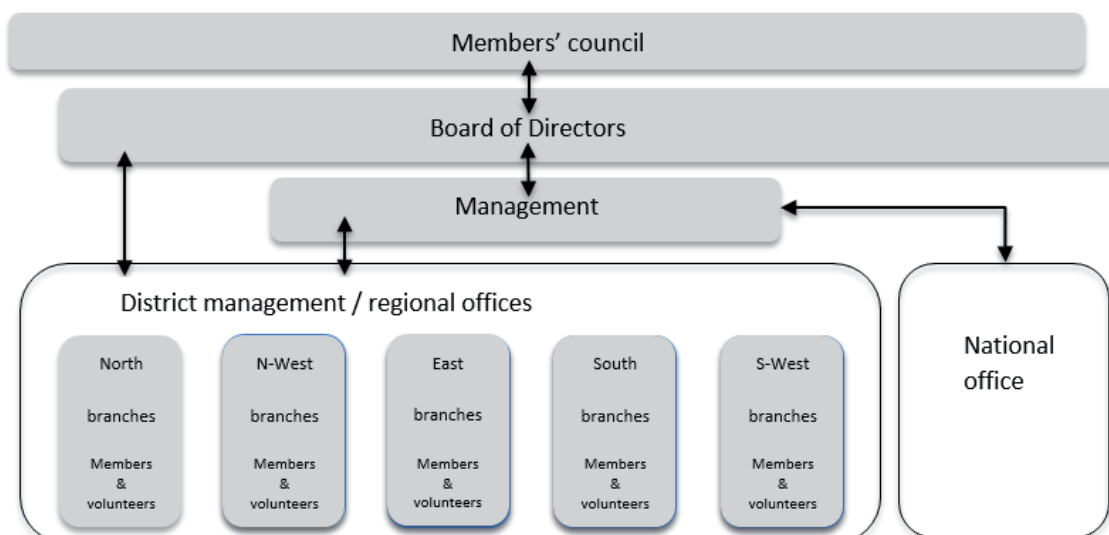 Members’ council
Board of Directors
Management
District management / regional offices
North
branches
Members
&
volunteers
N-West
branches
Members
&
volunteers
East
branches
Members
&
volunteers
South
branches
Members
&
volunteers
S-West
branches
Members
&
volunteers
National
office